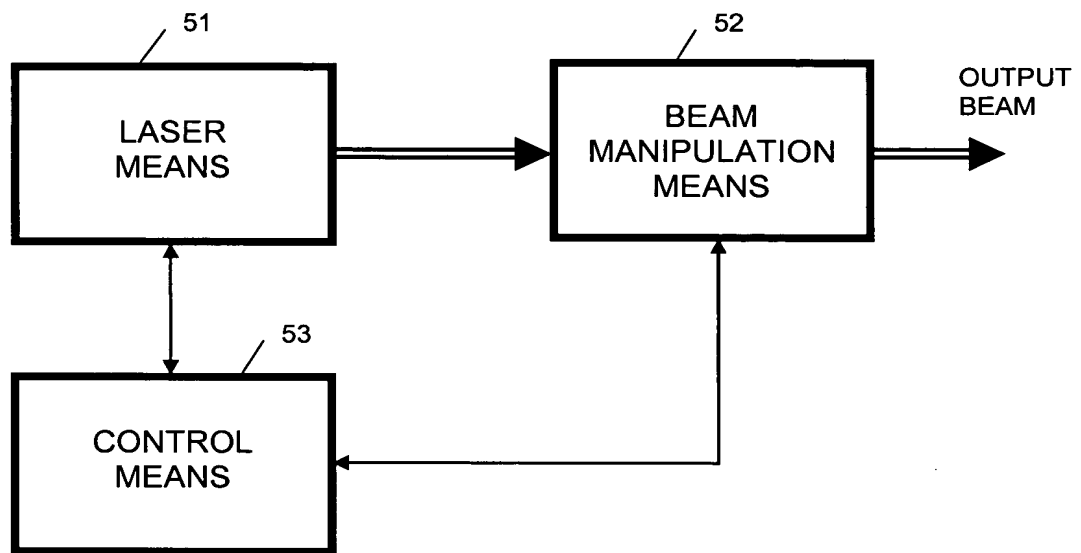 51
LASER
MEANS
52
BEAM
MANIPULATION
MEANS
OUTPUT
BEAM
53
CONTROL
MEANS